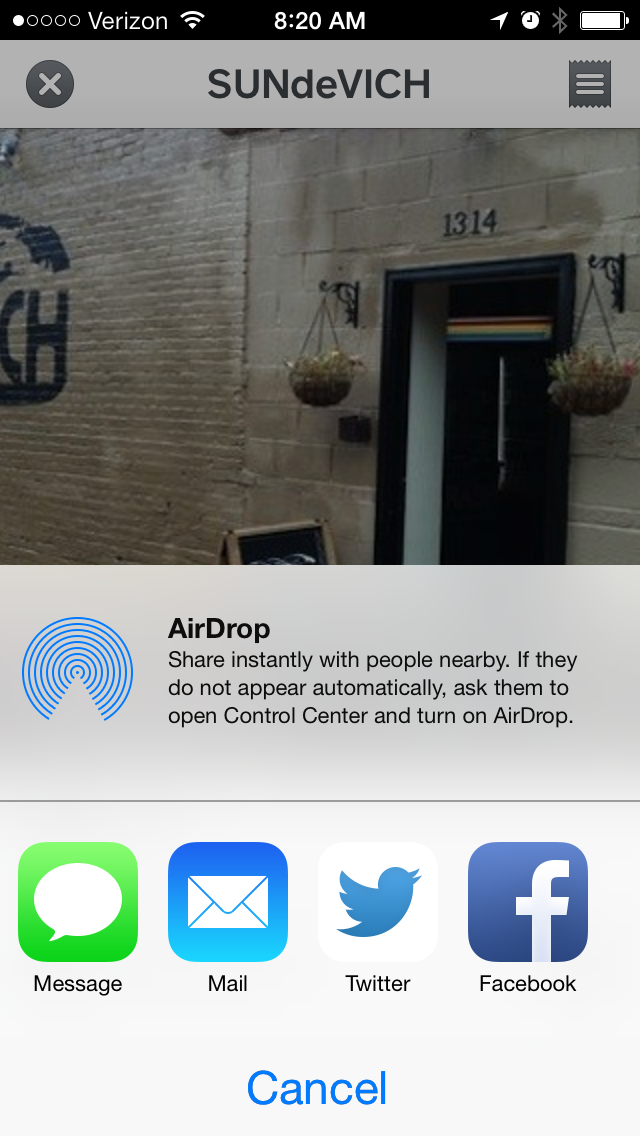 Verizon 8:20 AM
SUNdeVICH
1314
CH
AirDrop
Share instantly with people nearby. If they
do not appear automatically, ask them to
open Control Center and turn on AirDrop.
Message Mail Twitter Facebook
Cancel